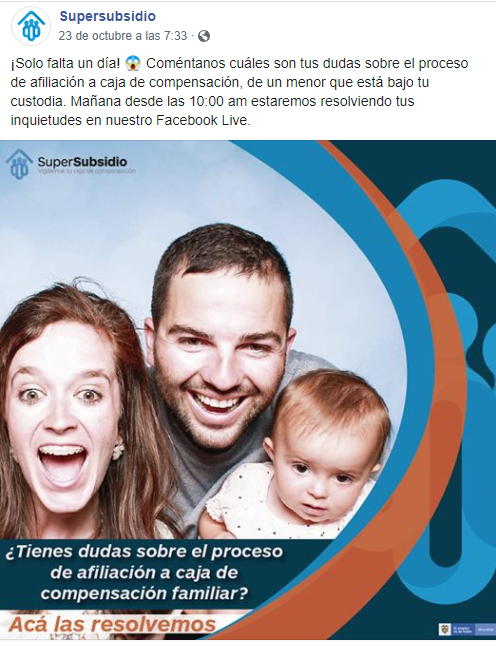 Supersubsidio
23 de octubre a las 7:33 ·
¡Solo falta un día! 😱 Coméntanos cuáles son tus dudas sobre el proceso
de afiliación a caja de compensación, de un menor que está bajo tu
custodia. Mañana desde las 10:00 am estaremos resolviendo tus
inquietudes en nuestro Facebook Live.
SuperSubsidio
Vigilamos tu caja de compensación
¿Tienes dudas sobre el proceso
de afiliación a caja de
compensación familiar?
Acá las resolvemos